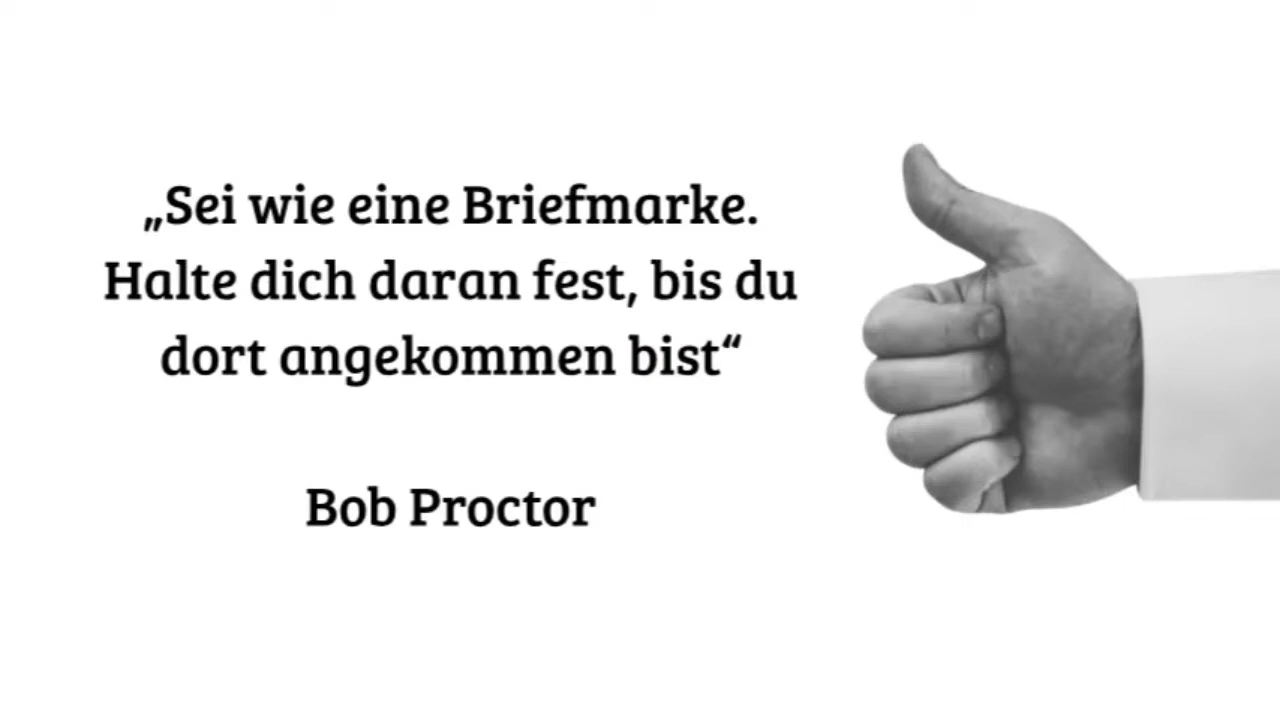 „Sei wie eine Briefmarke.
Halte dich daran fest, bis du
dort angekommen bist“
Bob Proctor